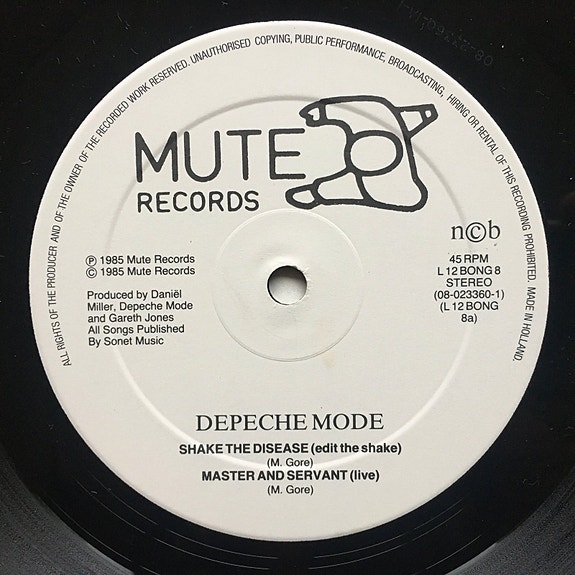 ALL RIGHTS OF THE PRODUCER AND OF THE OWNER OF THE RECORDED WORK RESERVED. UNAUTHORISED COPYING, PUBLIC PERFORMANCE, BROADCASTING, HIRING OR RENTAL OF THIS RECORDING PROHIBITED. MADE IN HOLLAND.
MUTE
RECORDS
n©b
℗ 1985 Mute Records
© 1985 Mute Records
Produced by Daniël
Miller, Depeche Mode
and Gareth Jones
All Songs Published
By Sonet Music
45 RPM
L 12 BONG 8
STEREO
(08-023360-1)
(L 12 BONG
8a)
DEPECHE MODE
SHAKE THE DISEASE (edit the shake)
(M. Gore)
MASTER AND SERVANT (live)
(M. Gore)